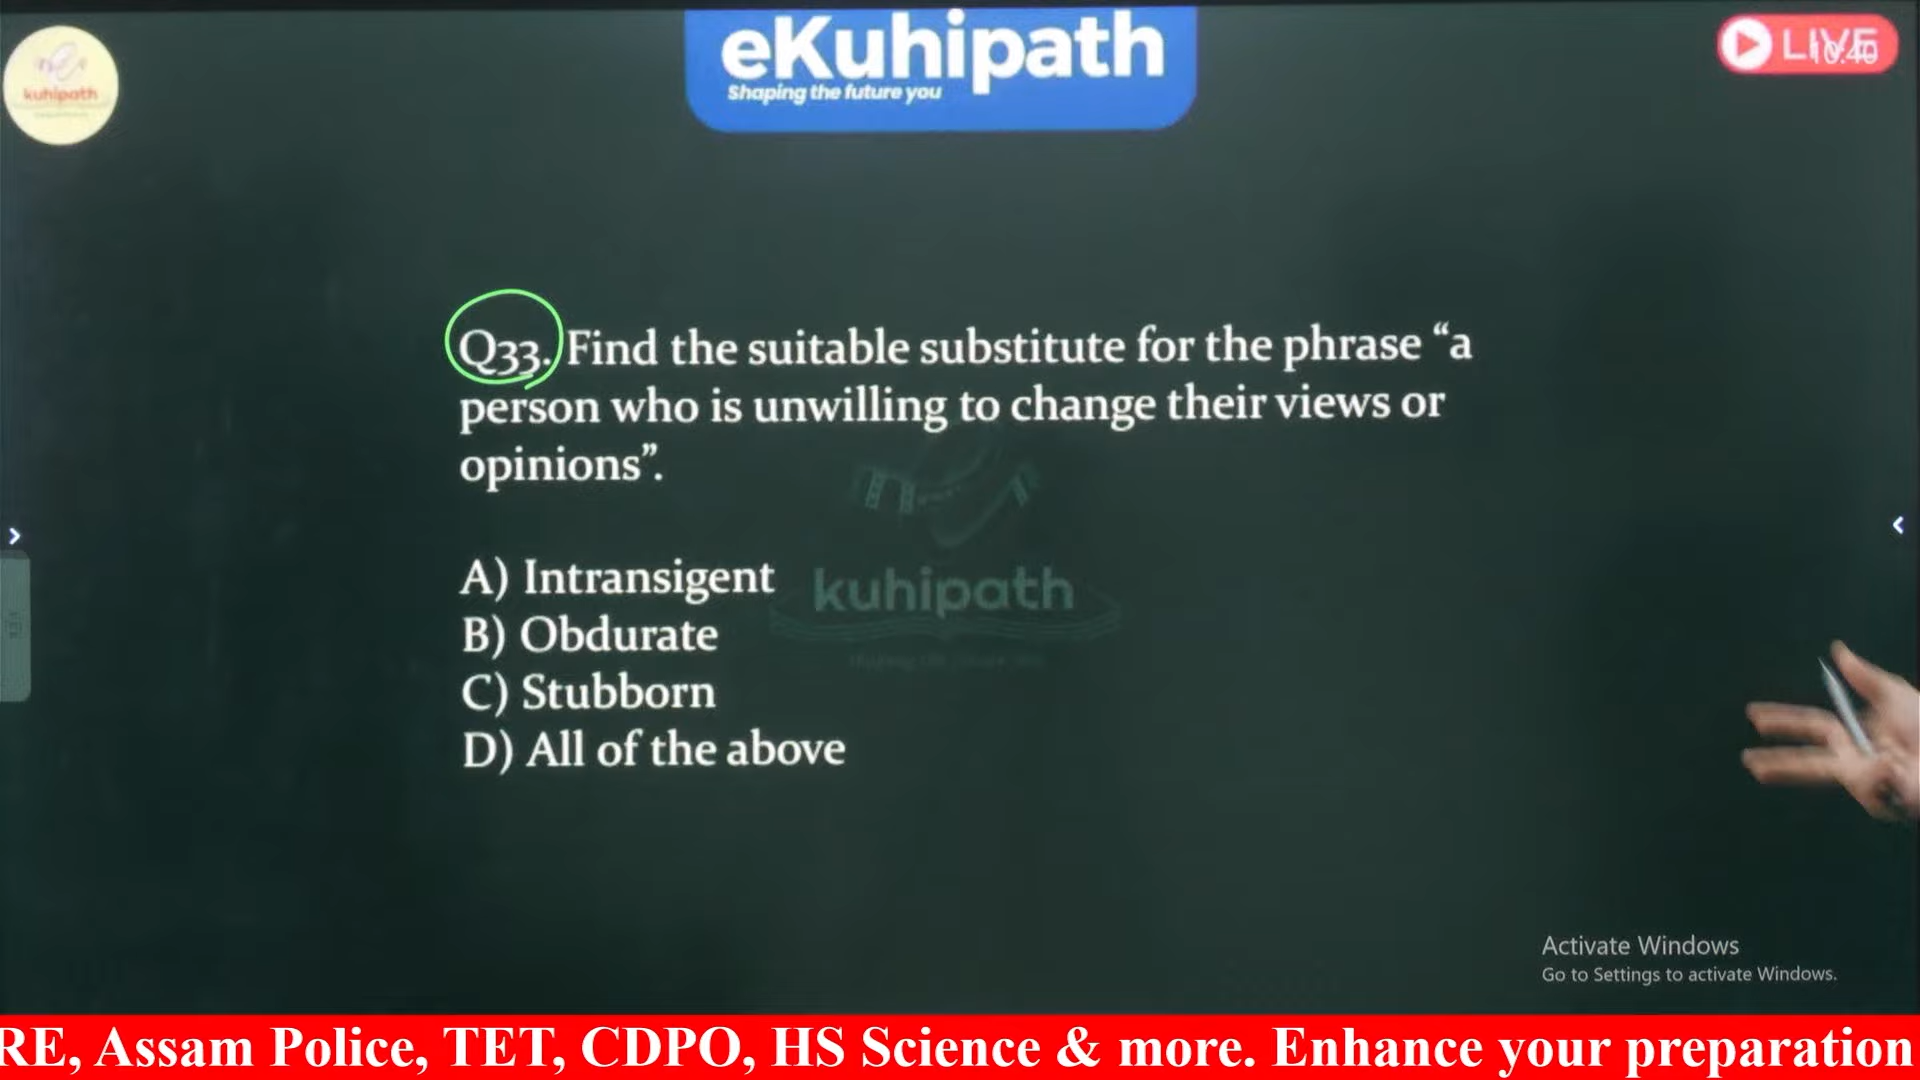 eKuhipath
Shaping the future you
kuhipath
LIVE
10:40
Q33. Find the suitable substitute for the phrase “a
person who is unwilling to change their views or
opinions”.
kuhipath
A) Intransigent
B) Obdurate
C) Stubborn
D) All of the above
Activate Windows
Go to Settings to activate Windows.
RE, Assam Police, TET, CDPO, HS Science & more. Enhance your preparation